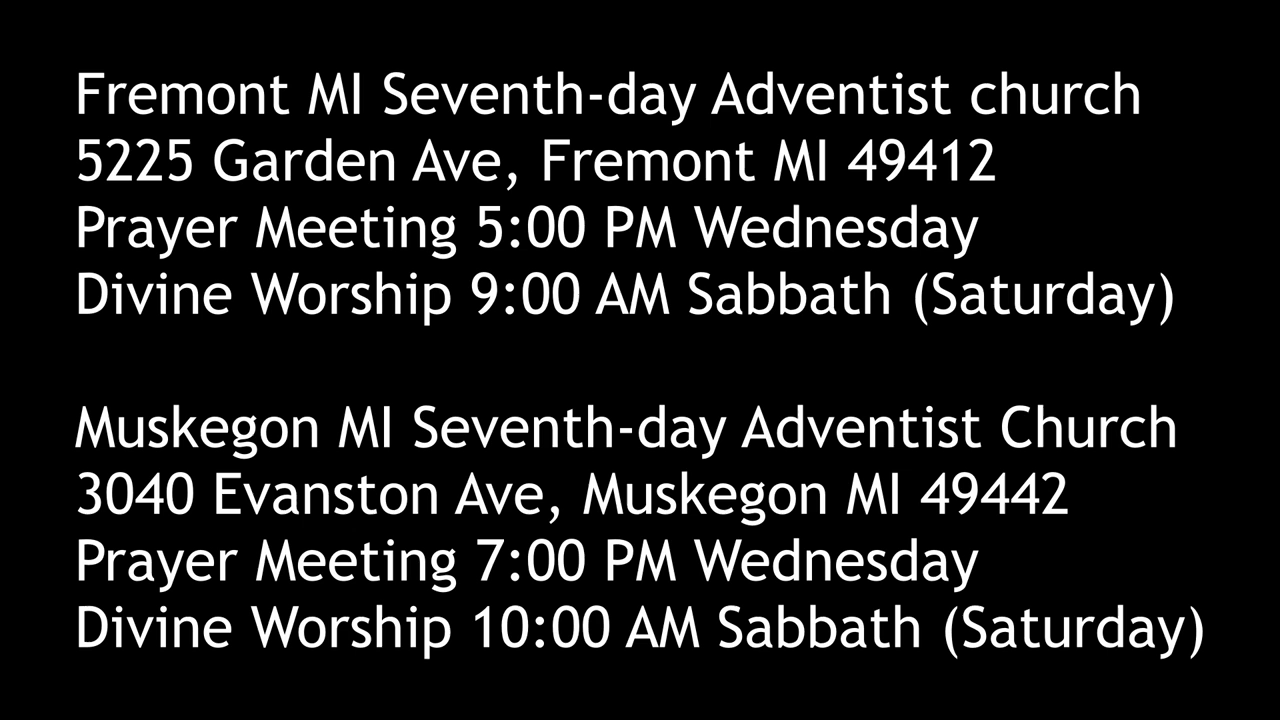 Fremont MI Seventh-day Adventist church
5225 Garden Ave, Fremont MI 49412
Prayer Meeting 5:00 PM Wednesday
Divine Worship 9:00 AM Sabbath (Saturday)
Muskegon MI Seventh-day Adventist Church
3040 Evanston Ave, Muskegon MI 49442
Prayer Meeting 7:00 PM Wednesday
Divine Worship 10:00 AM Sabbath (Saturday)